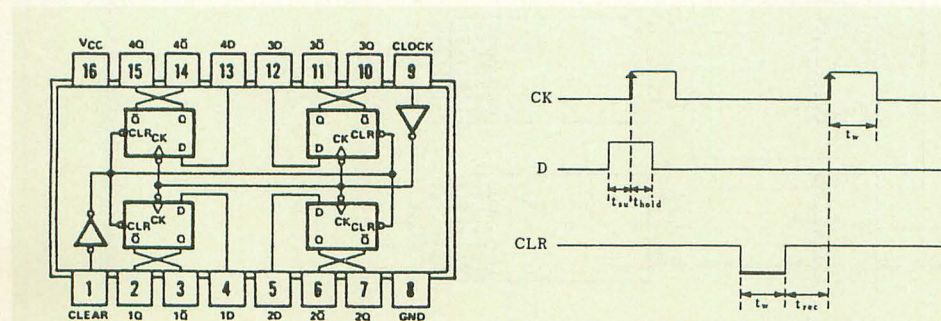 VCC 4Q 4Q̅ 4D 3D 3Q̅ 3Q CLOCK
16 15 14 13 12 11 10 9
Q̅ Q Q Q̅
CLR CK CK CLR
D D
D D
CLR CK CK CLR
Q̅ Q Q Q̅
1 2 3 4 5 6 7 8
CLEAR 1Q 1Q̅ 1D 2D 2Q̅ 2Q GND
CK
tw
D
tsu thold
CLR
tw trec